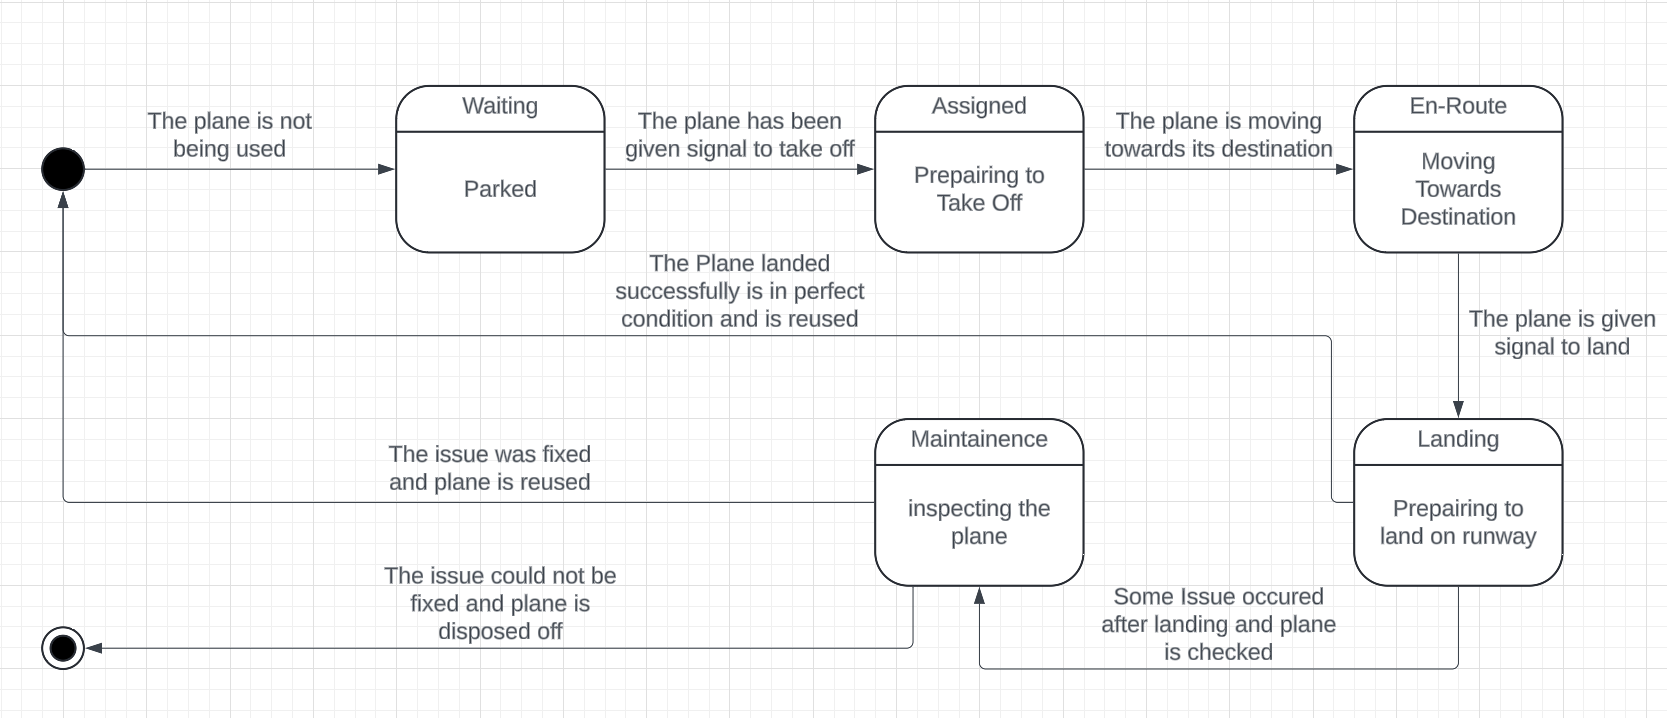 The plane is not
being used
Waiting
Parked
The plane has been
given signal to take off
Assigned
Prepairing to
Take Off
The plane is moving
towards its destination
En-Route
Moving
Towards
Destination
The Plane landed
successfully is in perfect
condition and is reused
The plane is given
signal to land
The issue was fixed
and plane is reused
Maintainence
inspecting the
plane
Landing
Prepairing to
land on runway
The issue could not be
fixed and plane is
disposed off
Some Issue occured
after landing and plane
is checked